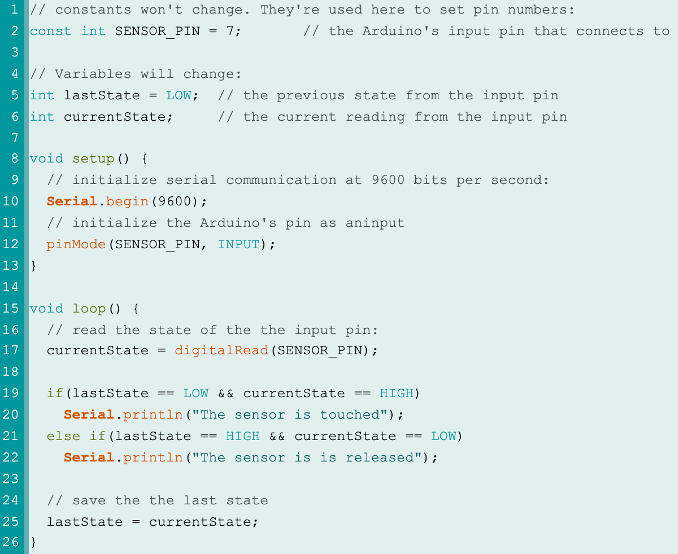 1 // constants won't change. They're used here to set pin numbers:
2 const int SENSOR_PIN = 7;       // the Arduino's input pin that connects to
3
4 // Variables will change:
5 int lastState = LOW;  // the previous state from the input pin
6 int currentState;     // the current reading from the input pin
7
8 void setup() {
9   // initialize serial communication at 9600 bits per second:
10   Serial.begin(9600);
11   // initialize the Arduino's pin as aninput
12   pinMode(SENSOR_PIN, INPUT);
13 }
14
15 void loop() {
16   // read the state of the the input pin:
17   currentState = digitalRead(SENSOR_PIN);
18
19   if(lastState == LOW && currentState == HIGH)
20     Serial.println("The sensor is touched");
21   else if(lastState == HIGH && currentState == LOW)
22     Serial.println("The sensor is is released");
23
24   // save the the last state
25   lastState = currentState;
26 }